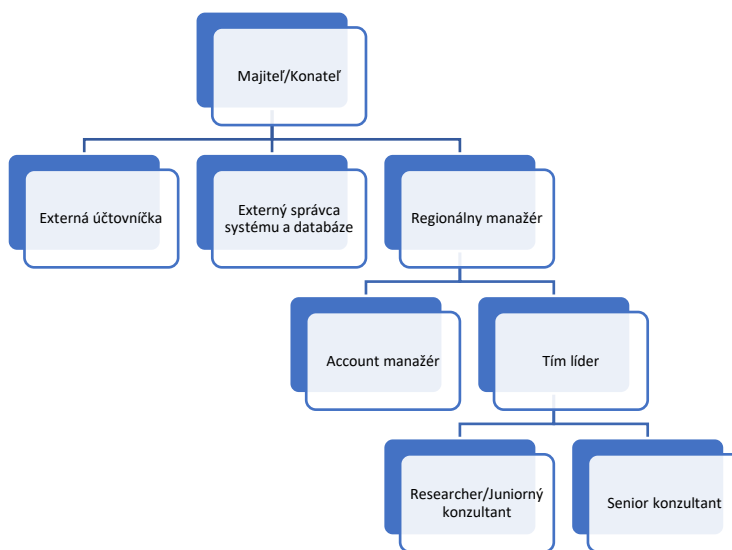 Majiteľ/Konateľ
Externá účtovníčka
Externý správca
systému a databáze
Regionálny manažér
Account manažér
Tím líder
Researcher/Juniorný
konzultant
Senior konzultant